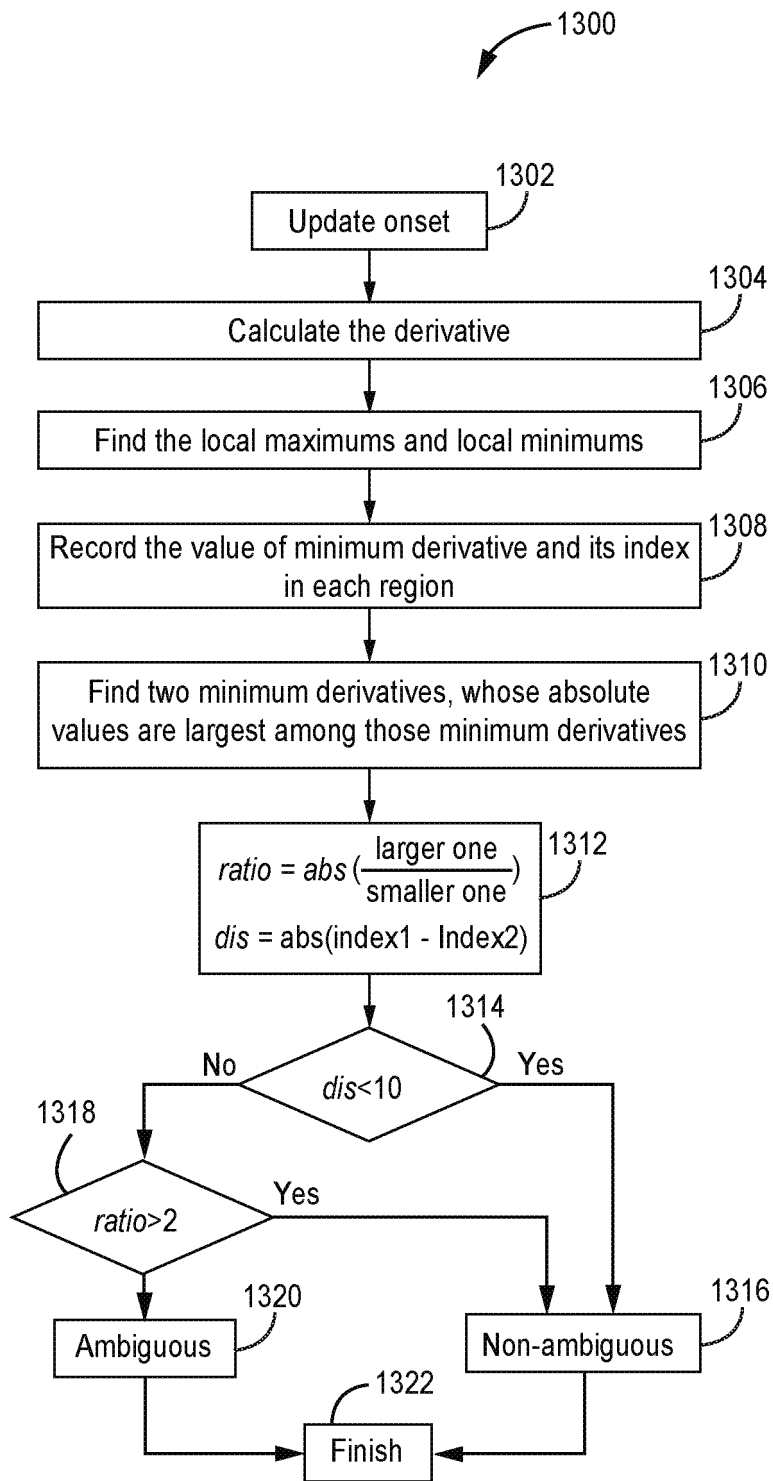 1300
1302
Update onset
1304
Calculate the derivative
1306
Find the local maximums and local minimums
1308
Record the value of minimum derivative and its index
in each region
1310
Find two minimum derivatives, whose absolute
values are largest among those minimum derivatives
1312
ratio = abs (larger one / smaller one)
dis = abs(index1 - Index2)
1314
No
dis<10
Yes
1318
ratio>2
Yes
1320
Ambiguous
1316
Non-ambiguous
1322
Finish